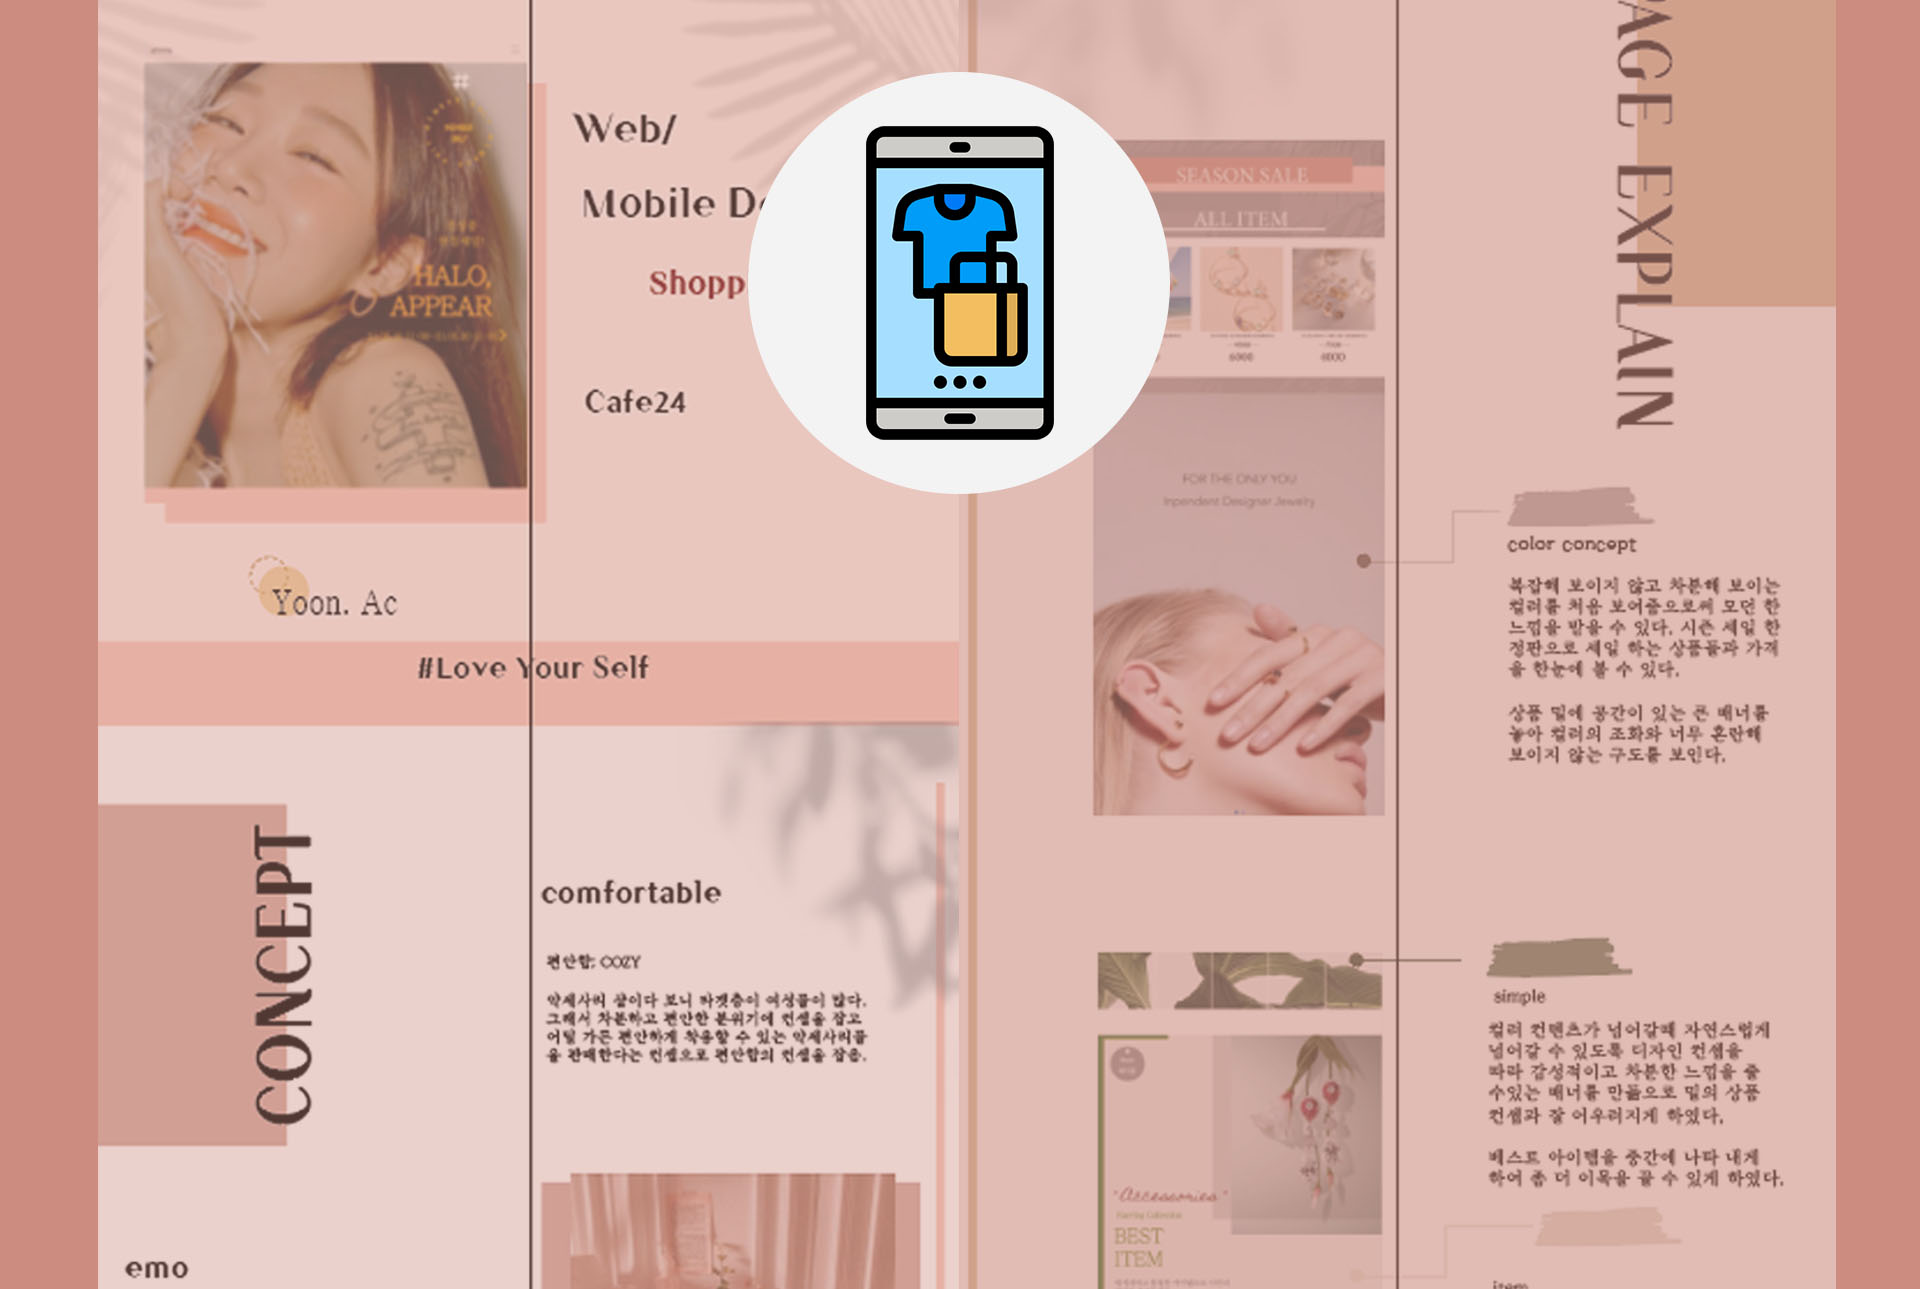 #
HALO,
APPEAR
Web/
Mobile De
Shopp
Cafe24
Yoon. Ac
#Love Your Self
CONCEPT
comfortable
편안함; COZY
악세사리 샾이다 보니 타겟층이 여성들이 많다.
그래서 차분하고 편안한 분위기에 컨셉을 잡고
어딜 가든 편안하게 착용할 수 있는 악세사리를
을 판매한다는 컨셉으로 편안함의 컨셉을 잡음.
emo
PAGE EXPLAIN
SEASON SALE
ALL ITEM
6000
6000
FOR THE ONLY YOU
Inpendent Designer Jewelry
color concept
복잡해 보이지 않고 차분해 보이는
컬러를 처음 보여줌으로써 모던 한
느낌을 받을 수 있다. 시즌 세일 한
정판으로 세일 하는 상품들과 가격
을 한눈에 볼 수 있다.
상품 밑에 공간이 있는 큰 배너를
놓아 컬러의 조화와 너무 혼란해
보이지 않는 구도를 보인다.
simple
컬러 컨텐츠가 넘어갈때 자연스럽게
넘어갈 수 있도록 디자인 컨셉을
따라 감성적이고 차분한 느낌을 줄
수있는 배너를 만듦으로 밑의 상품
컨셉과 잘 어우러지게 하였다.
베스트 아이템을 중간에 나타 내게
하여 좀 더 이목을 끌 수 있게 하였다.
"Accessories"
BEST
ITEM
item